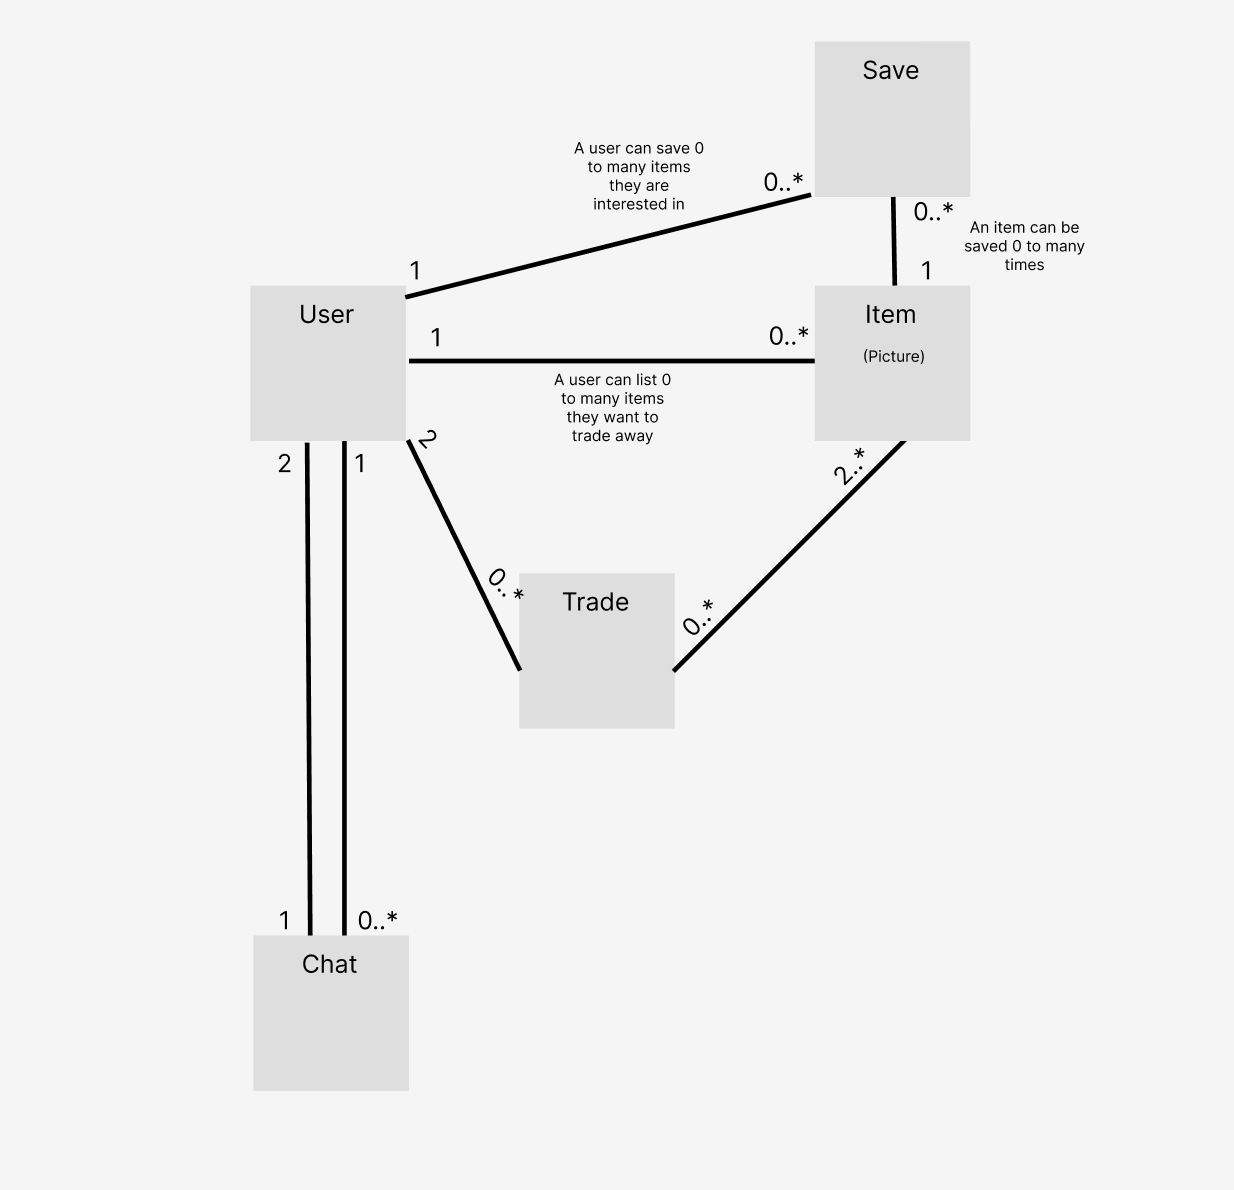 Save
A user can save 0
to many items
they are
interested in
0..*
0..*
An item can be
saved 0 to many
times
1
1
User
Item
(Picture)
1
0..*
A user can list 0
to many items
they want to
trade away
2
1
2
2..*
0..*
Trade
0..*
1
0..*
Chat